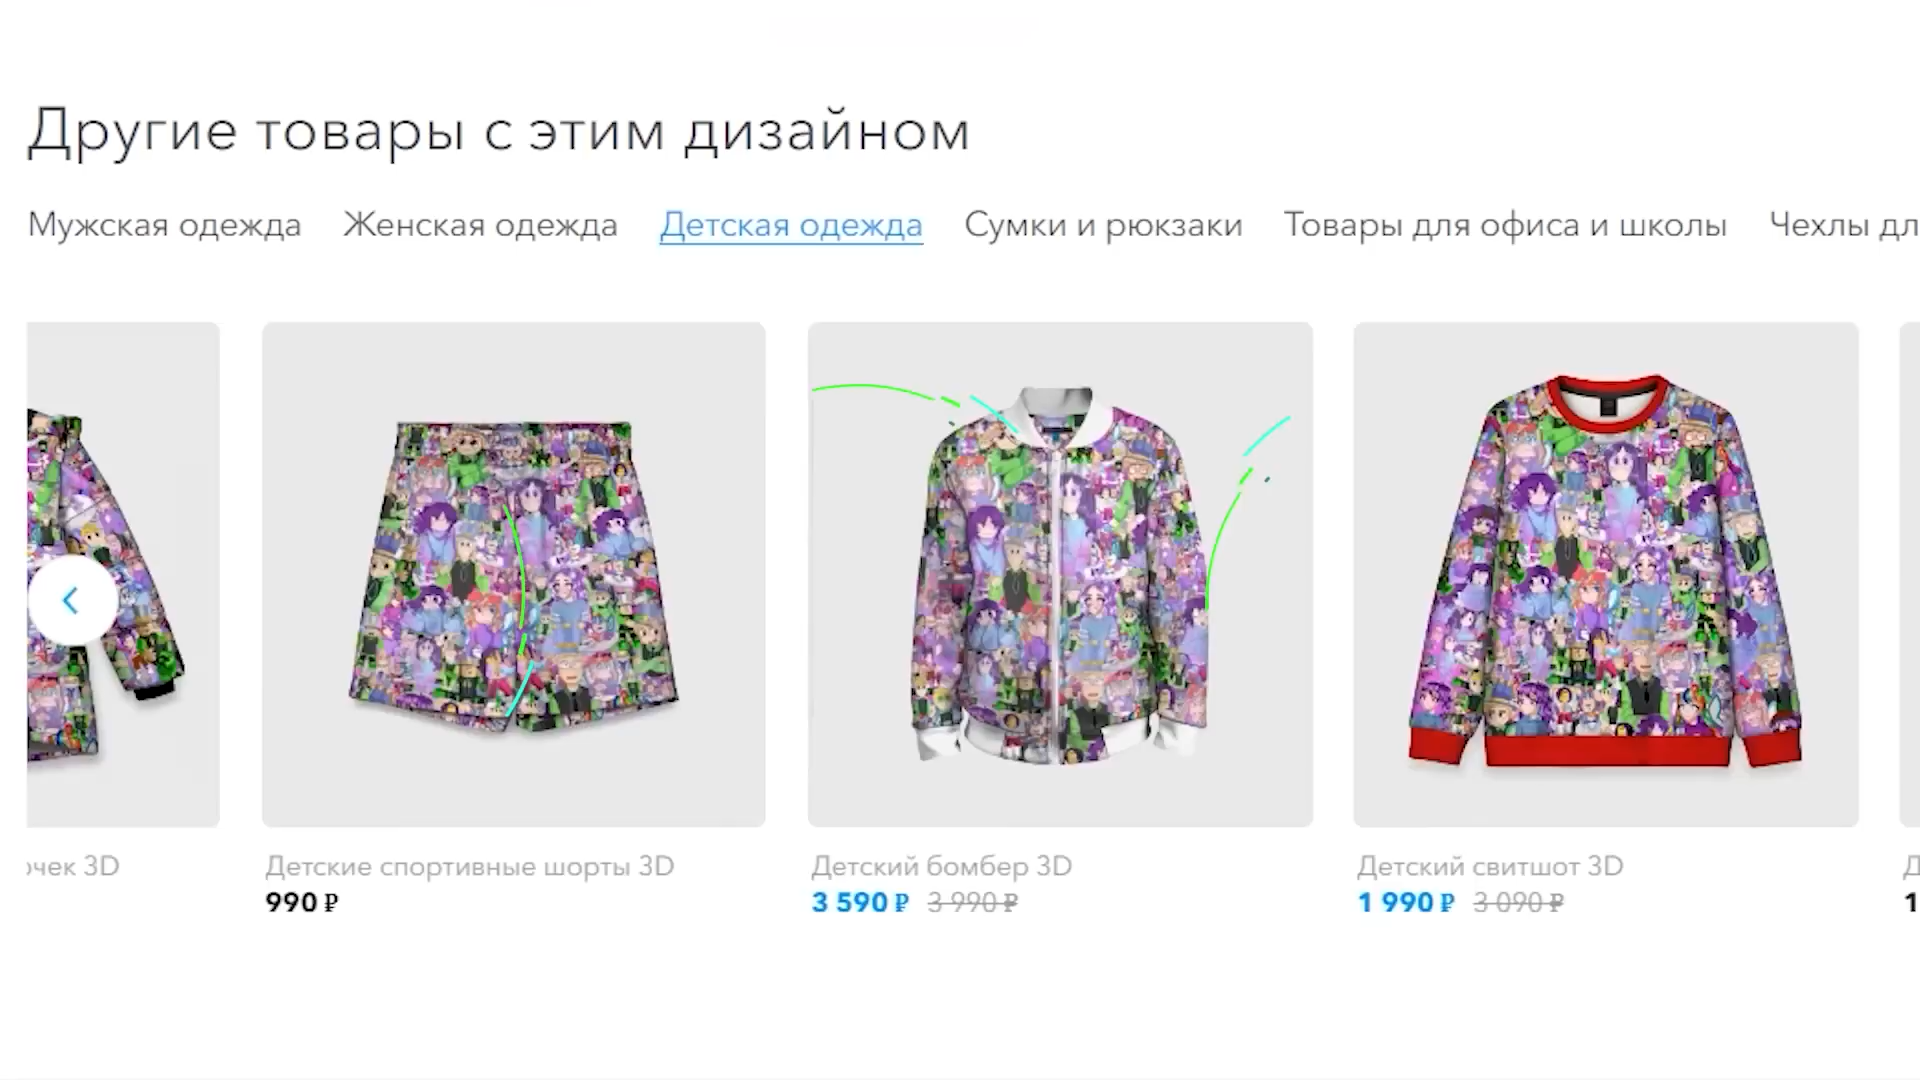 Другие товары с этим дизайном
Мужская одежда Женская одежда Детская одежда Сумки и рюкзаки Товары для офиса и школы Чехлы
3D Детские спортивные шорты 3D Детский бомбер 3D Детский свитшот 3D
990 ₽ 3 590 ₽ 3 990 ₽ 1 990 ₽ 3 090 ₽